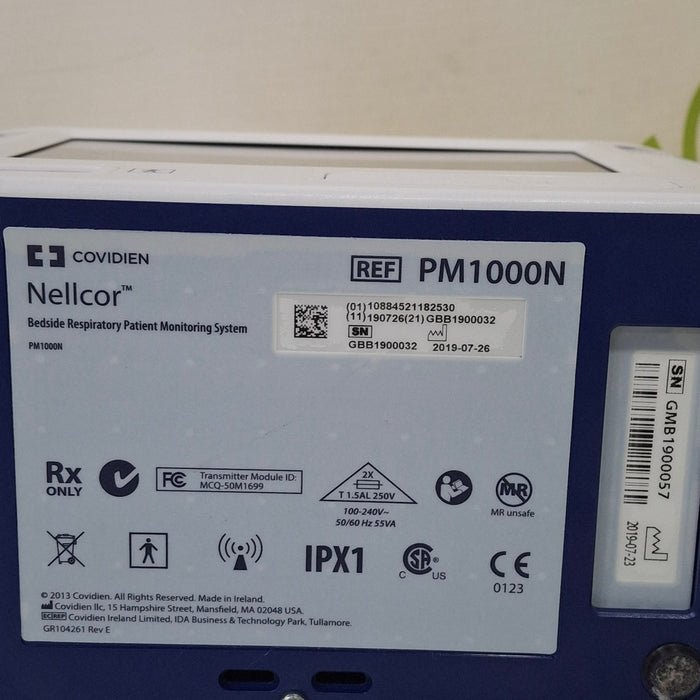 COVIDIEN
REF PM1000N
Nellcor™
Bedside Respiratory Patient Monitoring System
PM1000N
(01)10884521182530
(11)190726(21)GBB1900032
SN
GBB1900032 2019-07-26
SN GMB1900057
2019-07-23
Rx ONLY
FC Transmitter Module ID:
MCQ-50M1699
2X
T 1.5AL 250V
100-240V~
50/60 Hz 55VA
MR
MR unsafe
IPX1
CSA®
C US
CE
0123
© 2013 Covidien. All Rights Reserved. Made in Ireland.
Covidien llc, 15 Hampshire Street, Mansfield, MA 02048 USA.
EC REP Covidien Ireland Limited, IDA Business & Technology Park, Tullamore.
GR104261 Rev E